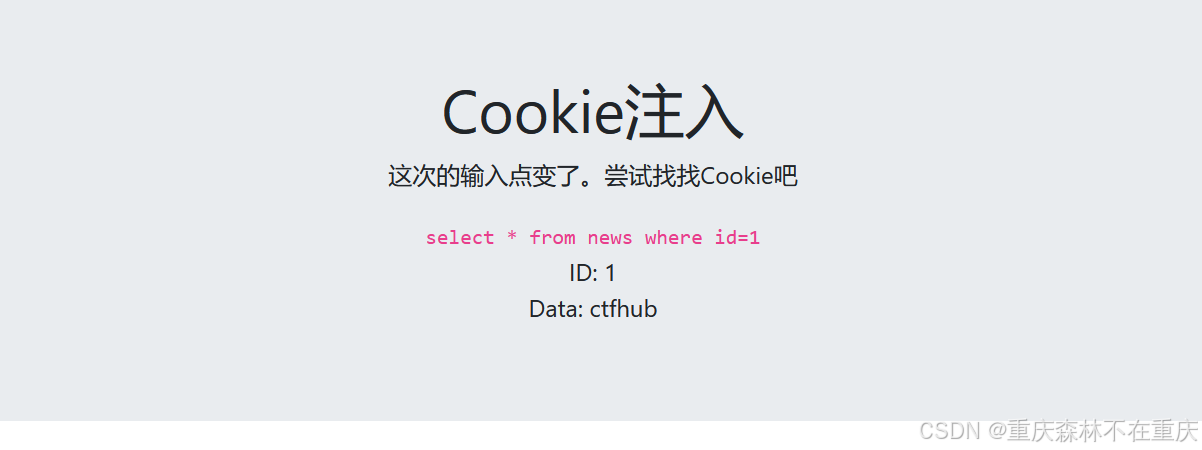 Cookie注入
这次的输入点变了。尝试找找Cookie吧
select * from news where id=1
ID: 1
Data: ctfhub
CSDN @重庆森林不在重庆